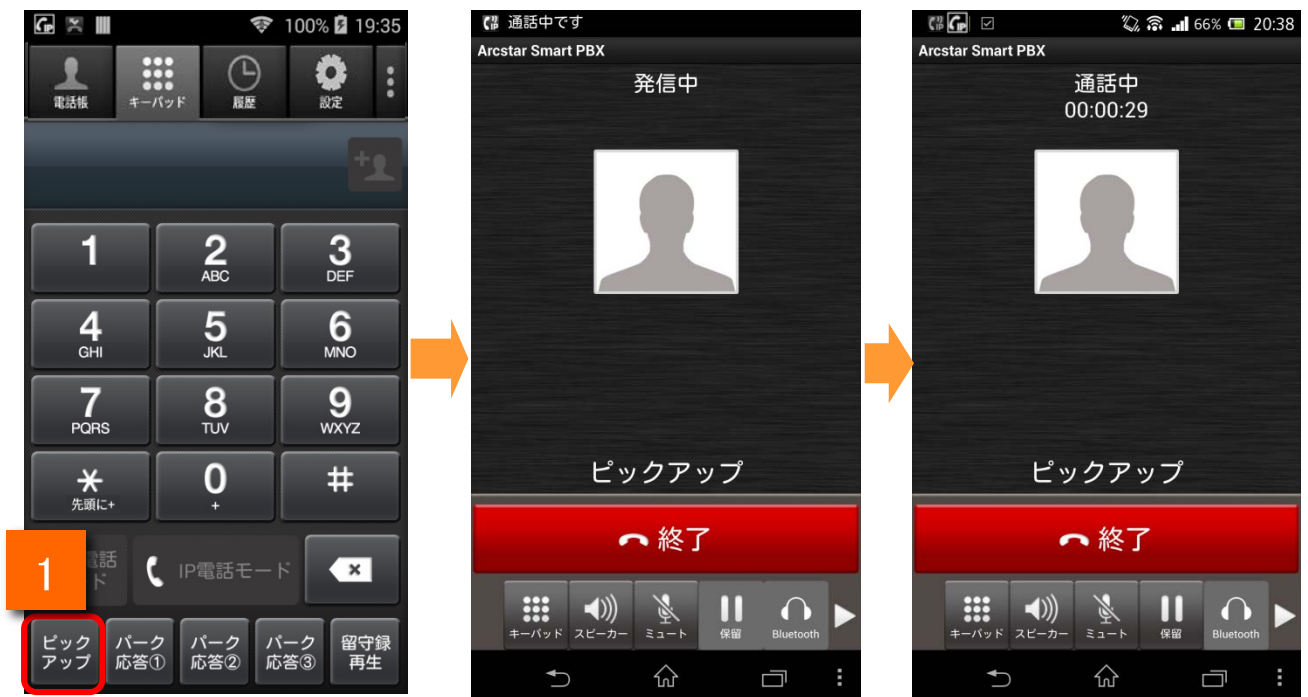 100% 19:35
電話帳
キーパッド
履歴
設定
1
2
ABC
3
DEF
4
GHI
5
JKL
6
MNO
7
PQRS
8
TUV
9
WXYZ
*
先頭に+
0
+
#
1
電話
ド
IP電話モード
ピック
アップ
パーク
応答①
パーク
応答②
パーク
応答③
留守録
再生
通話中です
Arcstar Smart PBX
発信中
ピックアップ
終了
キーパッド
スピーカー
ミュート
保留
Bluetooth
66% 20:38
Arcstar Smart PBX
通話中
00:00:29
ピックアップ
終了
キーパッド
スピーカー
ミュート
保留
Bluetooth